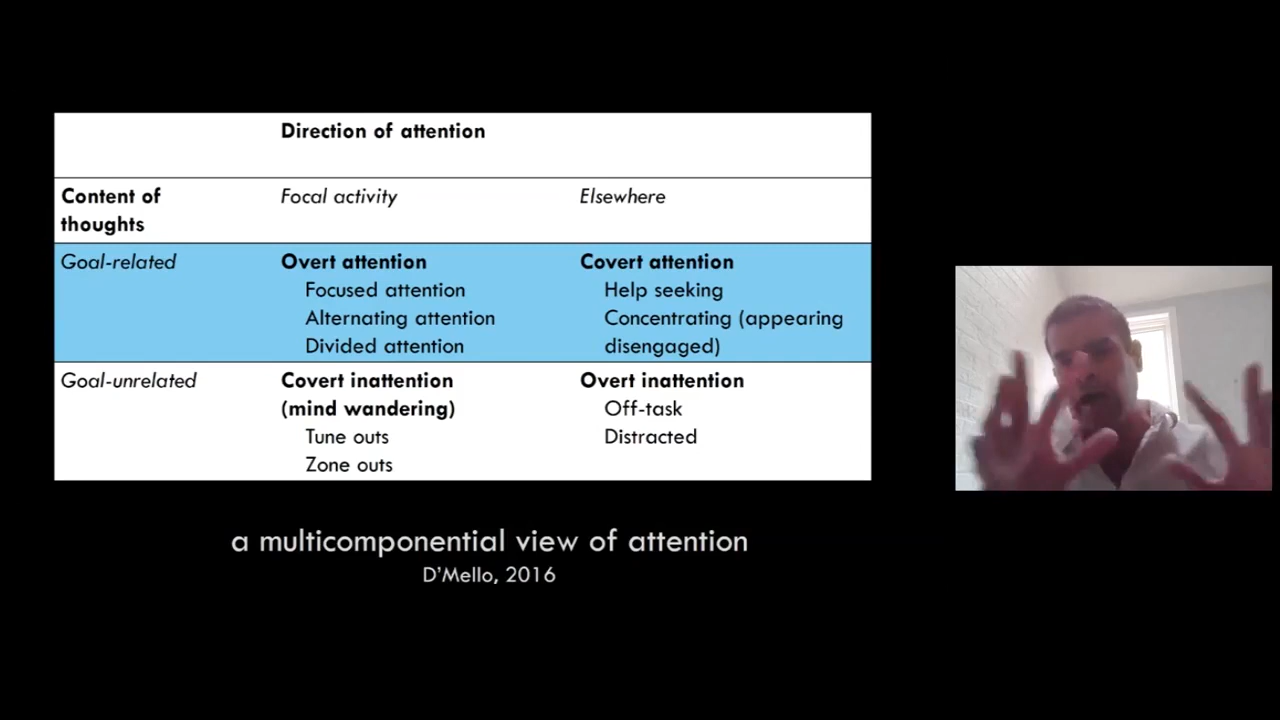 Direction of attention
Content of
thoughts
Focal activity
Elsewhere
Goal-related
Overt attention
Focused attention
Alternating attention
Divided attention
Covert attention
Help seeking
Concentrating (appearing
disengaged)
Goal-unrelated
Covert inattention
(mind wandering)
Tune outs
Zone outs
Overt inattention
Off-task
Distracted
a multicomponential view of attention
D'Mello, 2016